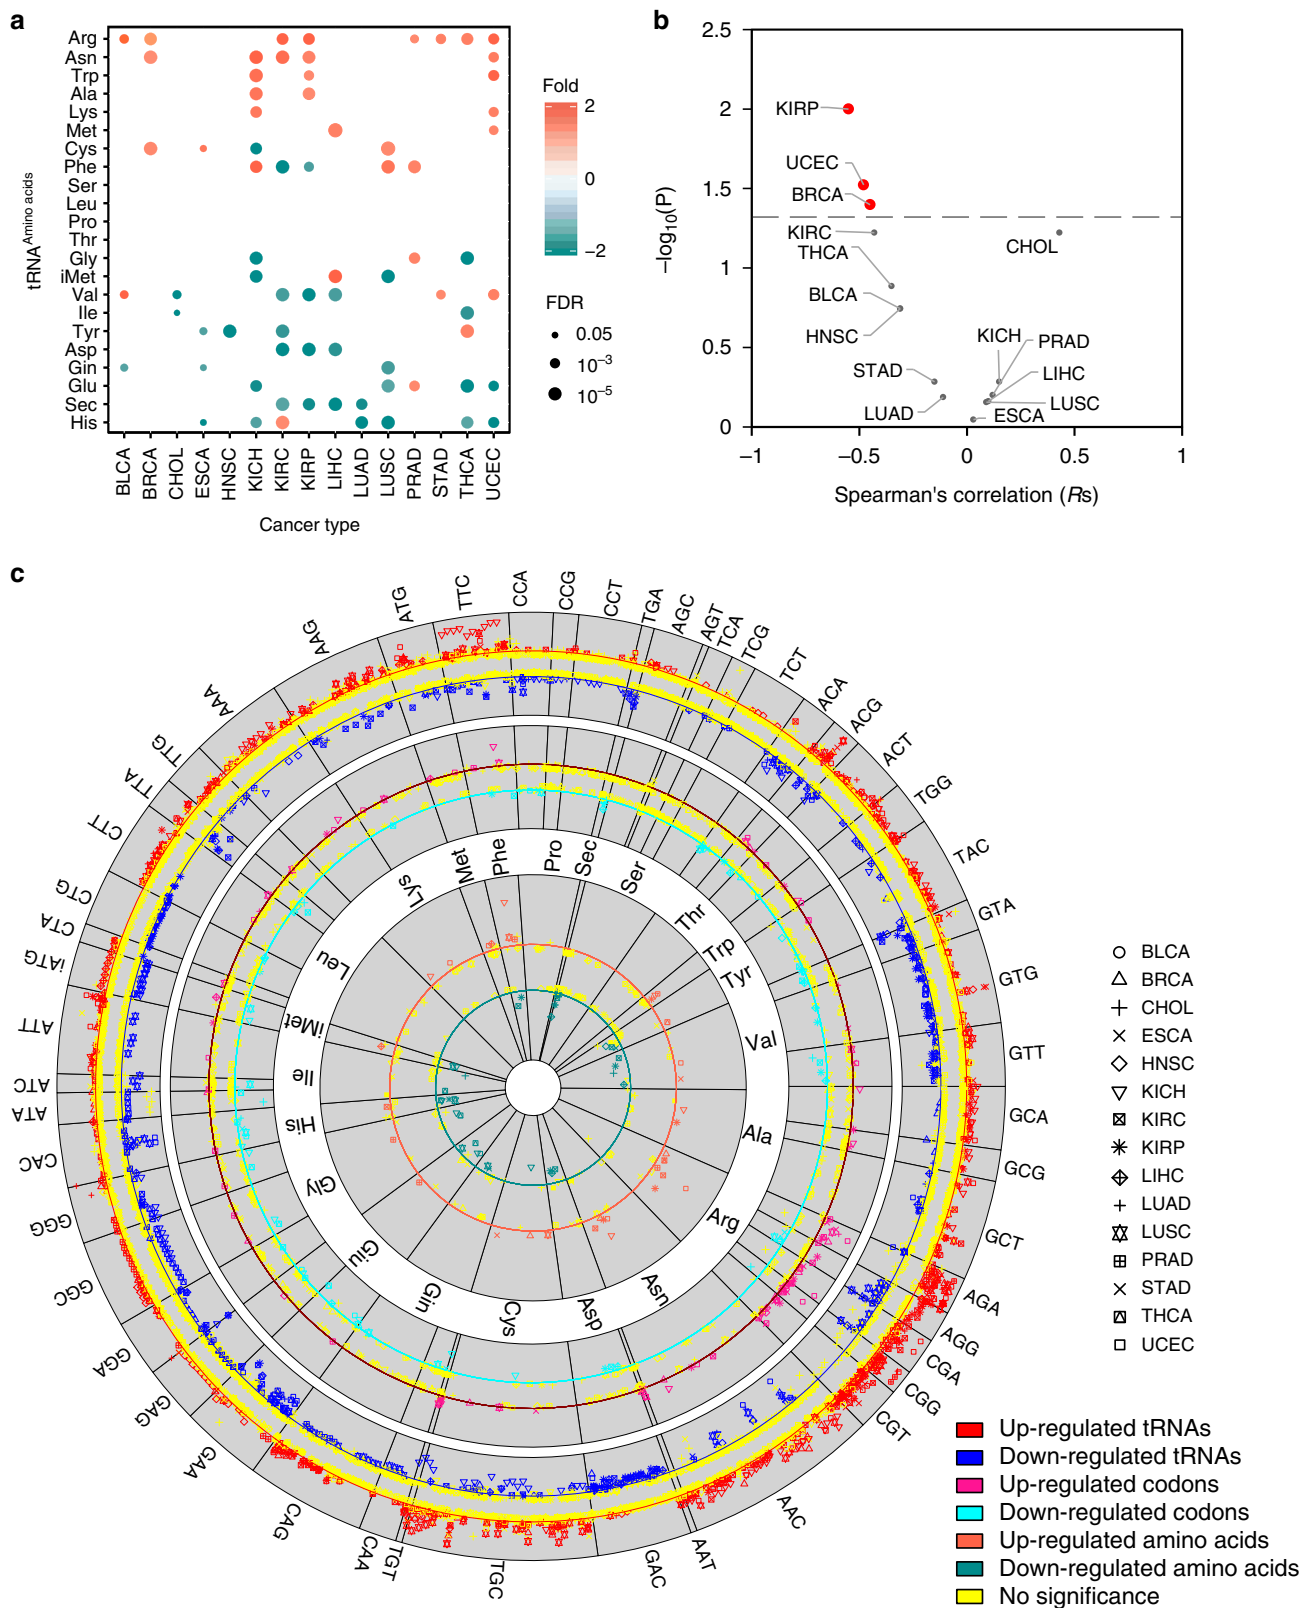 a
Arg
Asn
Trp
Ala
Lys
Met
Cys
Phe
Ser
Leu
Pro
Thr
Gly
iMet
Val
Ile
Tyr
Asp
Gin
Glu
Sec
His
tRNA^Amino acids
BLCA
BRCA
CHOL
ESCA
HNSC
KICH
KIRC
KIRP
LIHC
LUAD
LUSC
PRAD
STAD
THCA
UCEC
Cancer type
Fold
2
0
−2
FDR
0.05
10−3
10−5
b
2.5
2
1.5
1
0.5
0
−log10(P)
KIRP
UCEC
BRCA
KIRC
THCA
CHOL
BLCA
HNSC
KICH
PRAD
STAD
LIHC
LUAD
LUSC
ESCA
−1
−0.5
0
0.5
1
Spearman's correlation (Rs)
c
CCA
CCG
CCT
TGA
AGC
AGT
TCA
TCG
TCT
ACA
ACG
ACT
TGG
TAC
GTA
GTG
GTT
GCA
GCG
GCT
AGA
AGG
CGA
CGG
CGT
AAC
AAT
GAC
TGC
TGT
CAA
CAG
GAA
GAG
GGA
GGC
GGG
CAC
ATA
ATC
ATT
iATG
CTA
CTG
CTT
TTA
TTG
AAA
AAG
ATG
TTC
Pro
Sec
Ser
Thr
Trp
Tyr
Val
Ala
Arg
Asn
Asp
Cys
Gin
Glu
Gly
His
Ile
iMet
Leu
Lys
Met
Phe
BLCA
BRCA
CHOL
ESCA
HNSC
KICH
KIRC
KIRP
LIHC
LUAD
LUSC
PRAD
STAD
THCA
UCEC
Up-regulated tRNAs
Down-regulated tRNAs
Up-regulated codons
Down-regulated codons
Up-regulated amino acids
Down-regulated amino acids
No significance